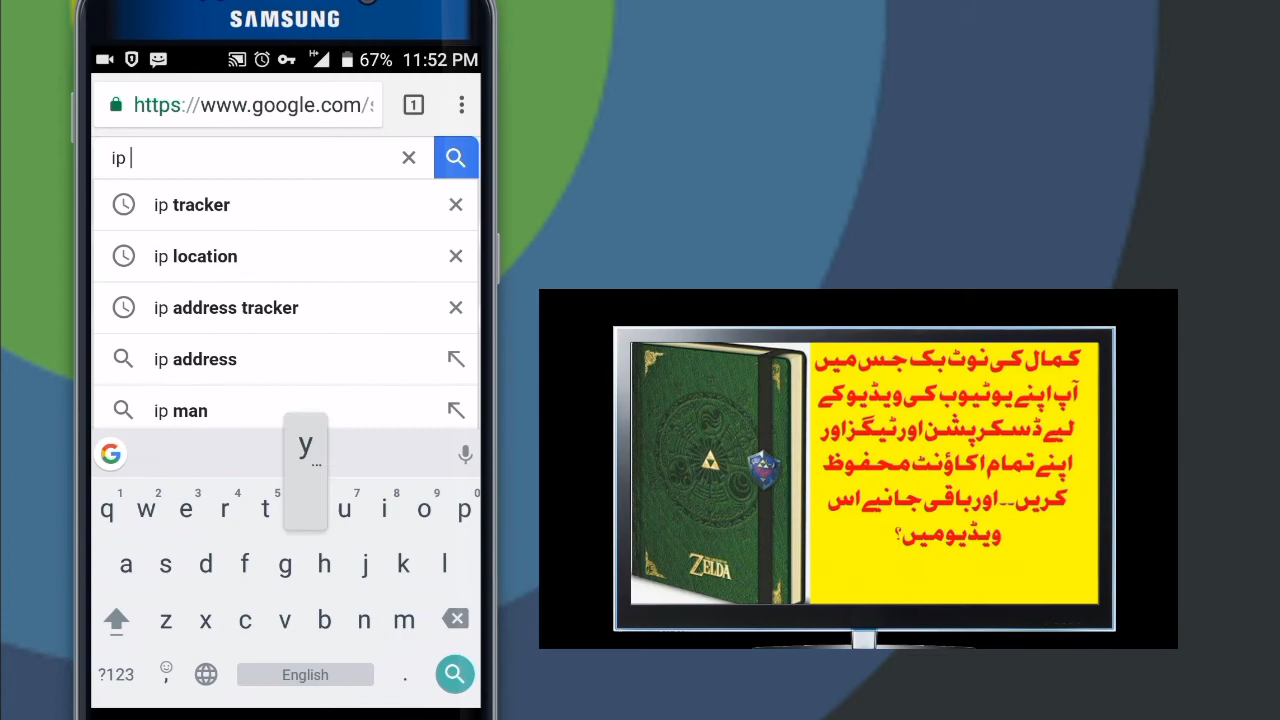 SAMSUNG
H+ 67% 11:52 PM
https://www.google.com/s
1
ip
ip tracker
ip location
ip address tracker
ip address
ip man
G
y
...
1 2 3 4 5 7 8 9 0
q w e r t u i o p
a s d f g h j k l
z x c v b n m
?123 , English .
کمال کی نوٹ بک جس میں
آپ اپنے یوٹیوب کی ویڈیو کے
لیے ڈسکرپشن اور ٹیگز اور
اپنے تمام اکاؤنٹ محفوظ
کریں۔۔اور باقی جانیے اس
ویڈیو میں؟
ZELDA